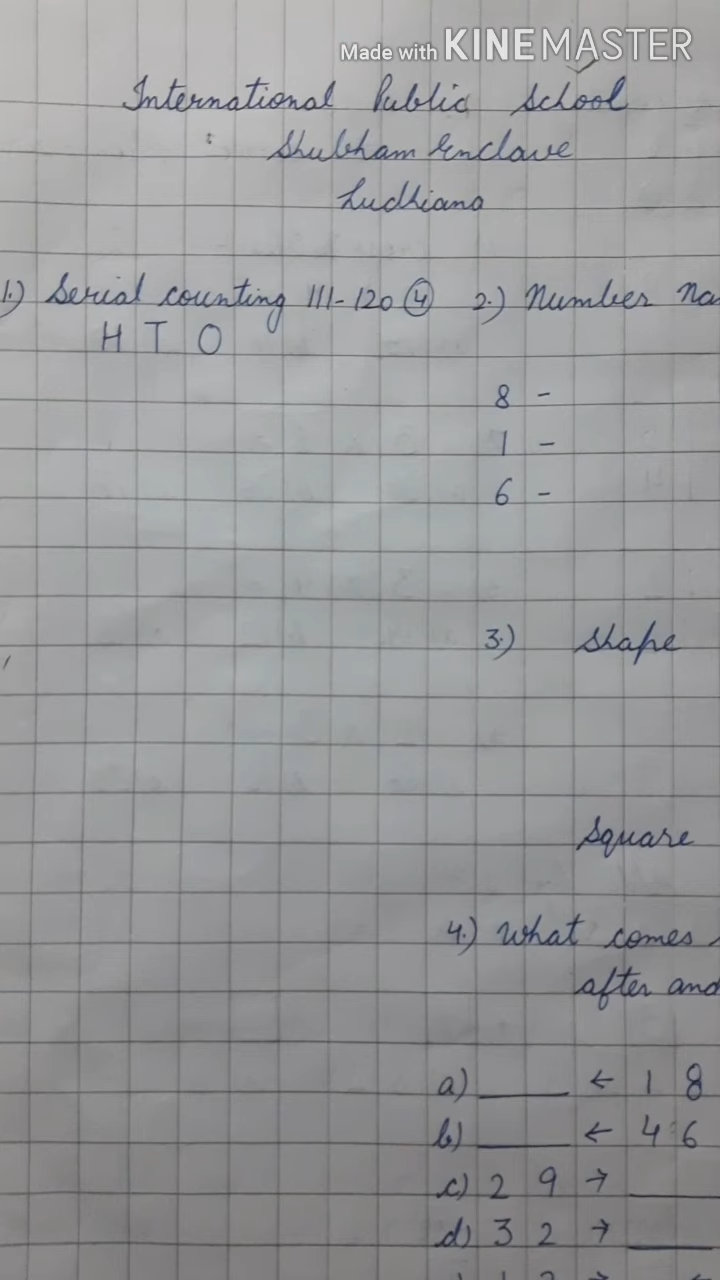 Made with KINEMASTER
International Public School
Shubham Enclave
Ludhiana
1.) Serial counting 111-120 ④ 2.) Number
H T O
8 -
1 -
6 -
3.) Shape
Square
4.) What comes
after and
a) ____ ← 1 8
b) ____ ← 4 6
c) 2 9 → ____
d) 3 2 → ____